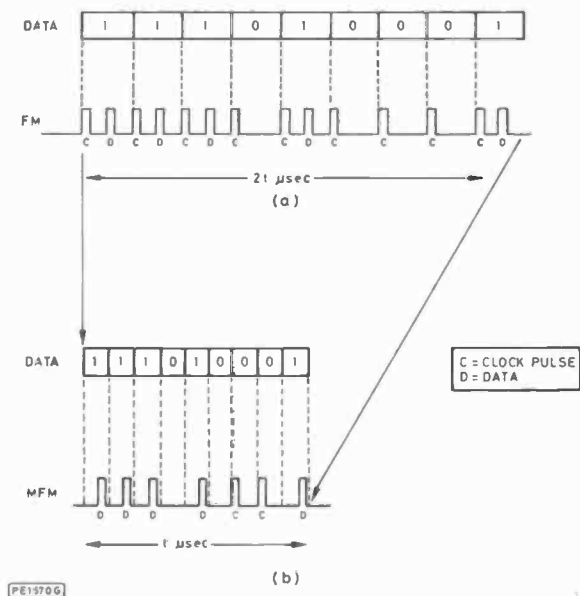 DATA 1 1 1 0 1 0 0 0 1
FM
C D C D C D C C D C C C C D
2t µsec
(a)
DATA 1 1 1 0 1 0 0 0 1
C = CLOCK PULSE
D = DATA
MFM
D D D D C C D
t µsec
(b)
PE1570G